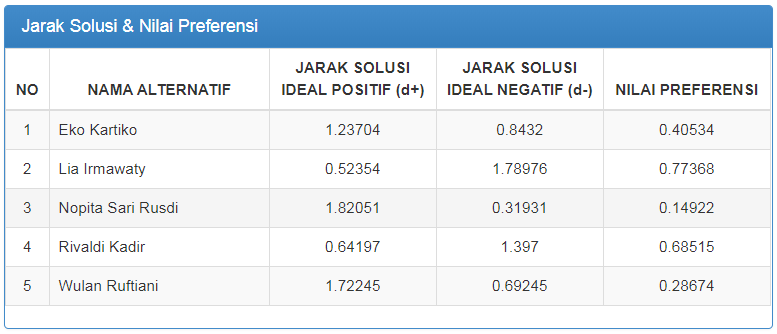 Jarak Solusi & Nilai Preferensi
NO NAMA ALTERNATIF JARAK SOLUSI IDEAL POSITIF (d+) JARAK SOLUSI IDEAL NEGATIF (d-) NILAI PREFERENSI
1 Eko Kartiko 1.23704 0.8432 0.40534
2 Lia Irmawaty 0.52354 1.78976 0.77368
3 Nopita Sari Rusdi 1.82051 0.31931 0.14922
4 Rivaldi Kadir 0.64197 1.397 0.68515
5 Wulan Ruftiani 1.72245 0.69245 0.28674